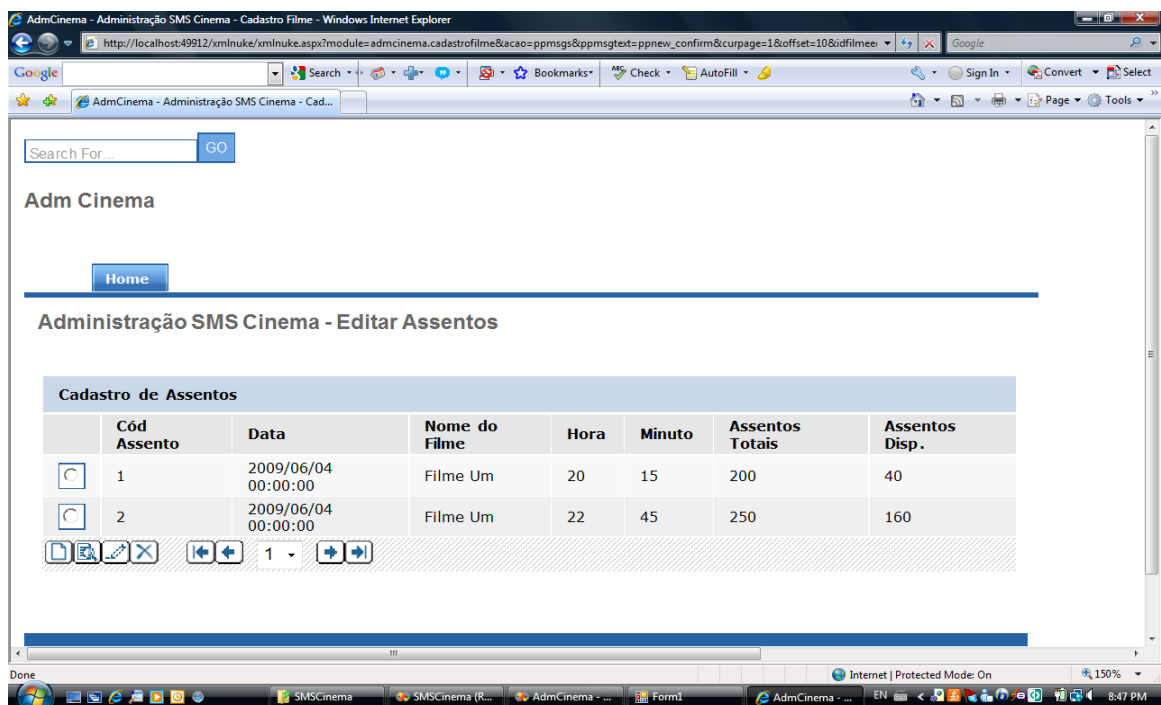 AdmCinema - Administração SMS Cinema - Cadastro Filme - Windows Internet Explorer
http://localhost:49912/xmlnuke/xmlnuke.aspx?module=admcinema.cadastrofilme&acao=ppmsgs&ppmsgtext=ppnew_confirm&curpage=1&offset=10&idfilmeer
Google
Google Search Bookmarks Check AutoFill Sign In Convert Select
AdmCinema - Administração SMS Cinema - Cad... Page Tools
Search For... GO
Adm Cinema
Home
Administração SMS Cinema - Editar Assentos
Cadastro de Assentos
Cód Assento Data Nome do Filme Hora Minuto Assentos Totais Assentos Disp.
1 2009/06/04 00:00:00 Filme Um 20 15 200 40
2 2009/06/04 00:00:00 Filme Um 22 45 250 160
1
Done Internet | Protected Mode: On 150%
SMSCinema SMSCinema (R... AdmCinema - ... Form1 AdmCinema - ... EN 8:47 PM